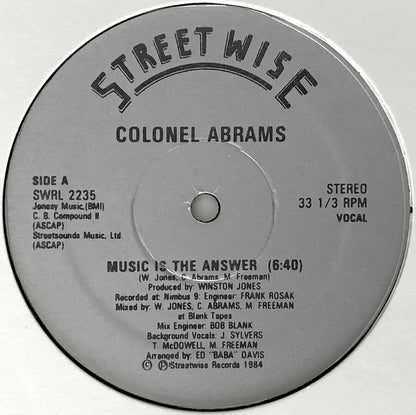 STREETWISE
COLONEL ABRAMS
SIDE A
SWRL 2235
Jonesy Music,(BMI)
C. B. Compound II
(ASCAP)
Streetsounds Music, Ltd.
(ASCAP)
STEREO
33 1/3 RPM
VOCAL
MUSIC IS THE ANSWER (6:40)
(W. Jones, C. Abrams, M. Freeman)
Produced by: WINSTON JONES
Recorded at: Nimbus 9: Engineer: FRANK ROSAK
Mixed by: W. JONES, C. ABRAMS, M. FREEMAN
at Blank Tapes
Mix Engineer: BOB BLANK
Background Vocals: J. SYLVERS
T. McDOWELL, M. FREEMAN
Arranged by: ED "BABA" DAVIS
© ℗ Streetwise Records 1984